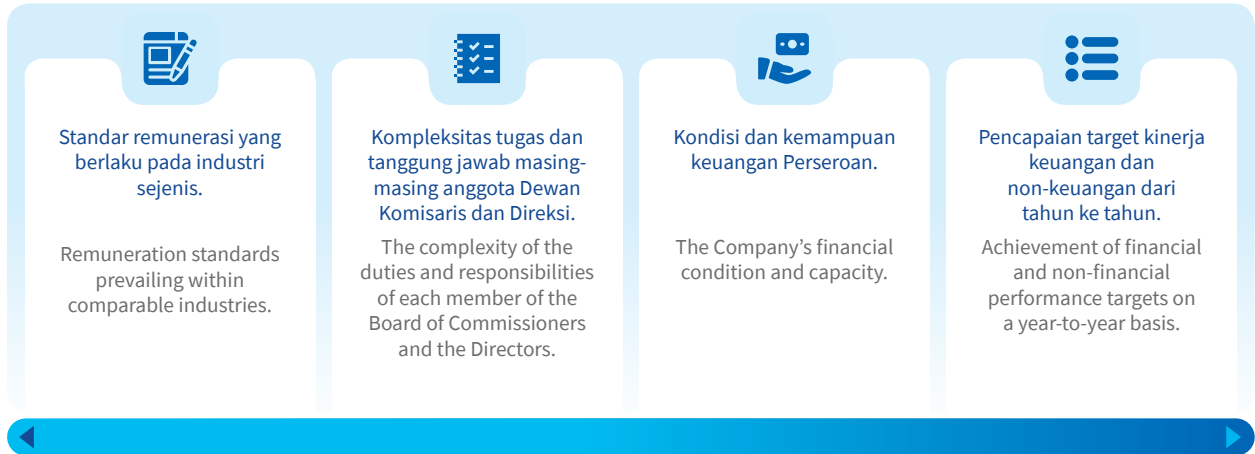 Standar remunerasi yang
berlaku pada industri
sejenis.
Remuneration standards
prevailing within
comparable industries.
Kompleksitas tugas dan
tanggung jawab masing-
masing anggota Dewan
Komisaris dan Direksi.
The complexity of the
duties and responsibilities
of each member of the
Board of Commissioners
and the Directors.
Kondisi dan kemampuan
keuangan Perseroan.
The Company’s financial
condition and capacity.
Pencapaian target kinerja
keuangan dan
non-keuangan dari
tahun ke tahun.
Achievement of financial
and non-financial
performance targets on
a year-to-year basis.